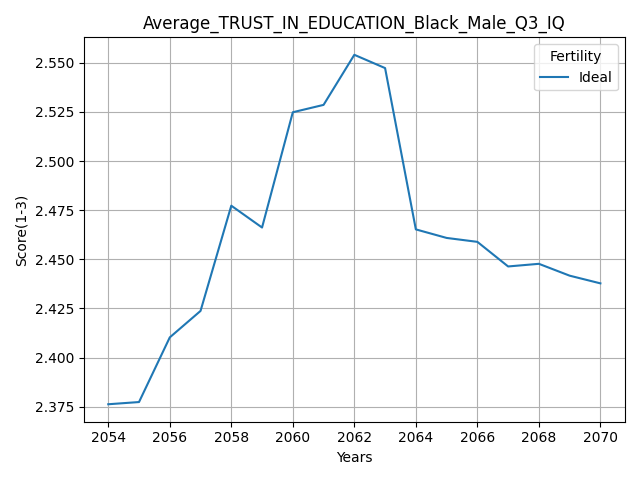 Average_TRUST_IN_EDUCATION_Black_Male_Q3_IQ
Fertility
Ideal
Score(1-3)
2.550
2.525
2.500
2.475
2.450
2.425
2.400
2.375
2054 2056 2058 2060 2062 2064 2066 2068 2070
Years